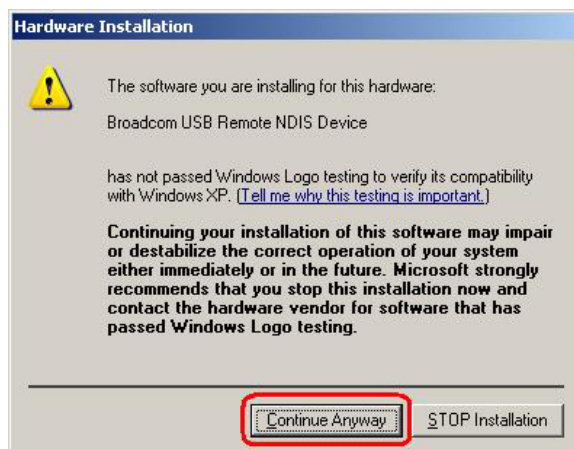 Hardware Installation
The software you are installing for this hardware:
Broadcom USB Remote NDIS Device
has not passed Windows Logo testing to verify its compatibility
with Windows XP. (Tell me why this testing is important.)
Continuing your installation of this software may impair
or destabilize the correct operation of your system
either immediately or in the future. Microsoft strongly
recommends that you stop this installation now and
contact the hardware vendor for software that has
passed Windows Logo testing.
Continue Anyway
STOP Installation